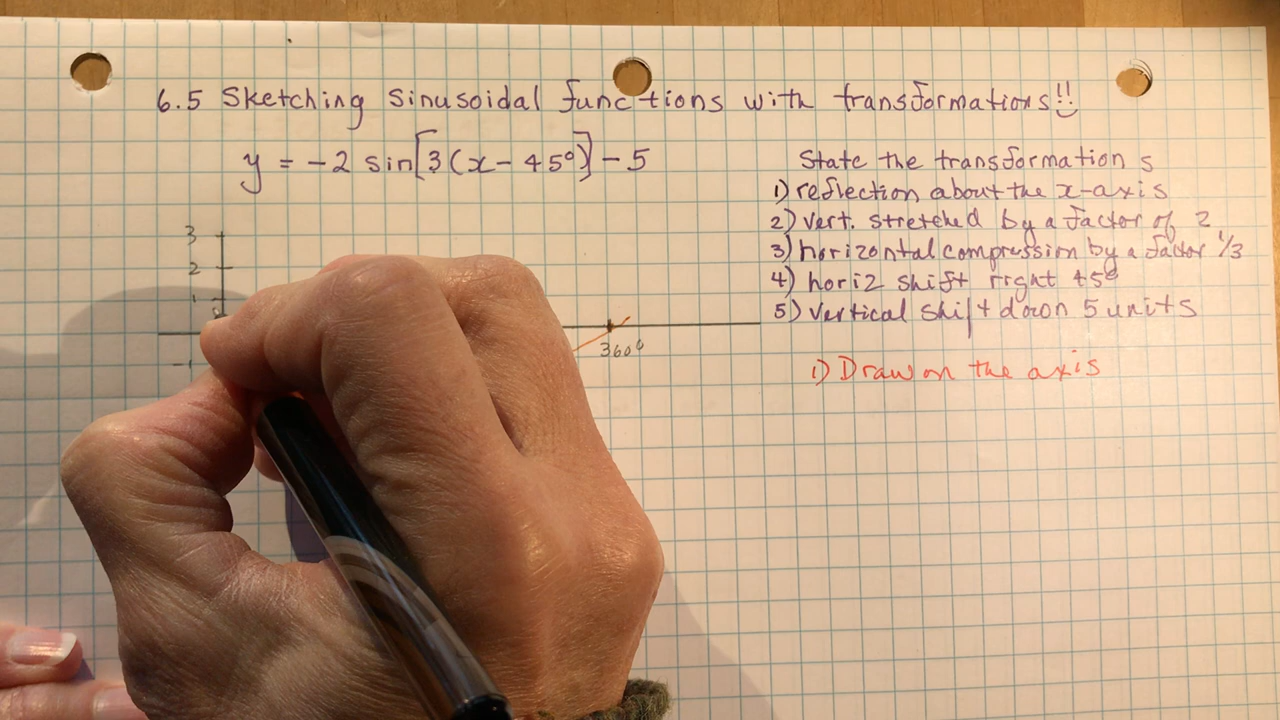 6.5 Sketching Sinusoidal functions with transformations!!
y = -2 sin[3(x - 45°)] - 5
State the transformations
1) reflection about the x-axis
2) vert. stretched by a factor of 2
3) horizontal compression by a factor 1/3
4) horiz shift right 45°
5) vertical shift down 5 units
3
2
1
-1
360°
1) Draw on the axis